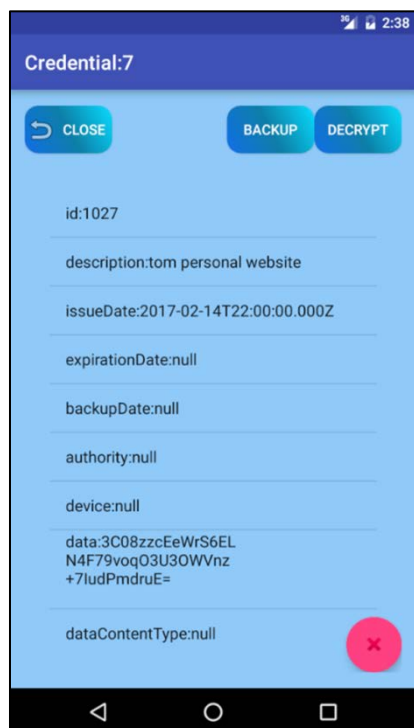 3G 2:38
Credential:7
CLOSE BACKUP DECRYPT
id:1027
description:tom personal website
issueDate:2017-02-14T22:00:00.000Z
expirationDate:null
backupDate:null
authority:null
device:null
data:3C08zzcEeWrS6EL
N4F79voqO3U3OWVnz
+7IudPmdruE=
dataContentType:null